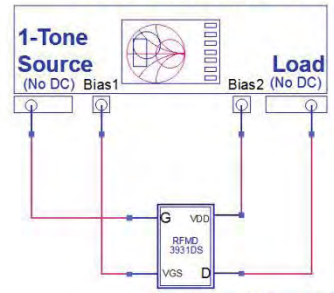 1-Tone
Source
(No DC)
Bias1
Bias2
Load
(No DC)
G
VDD
RFMD
3931DS
VGS
D